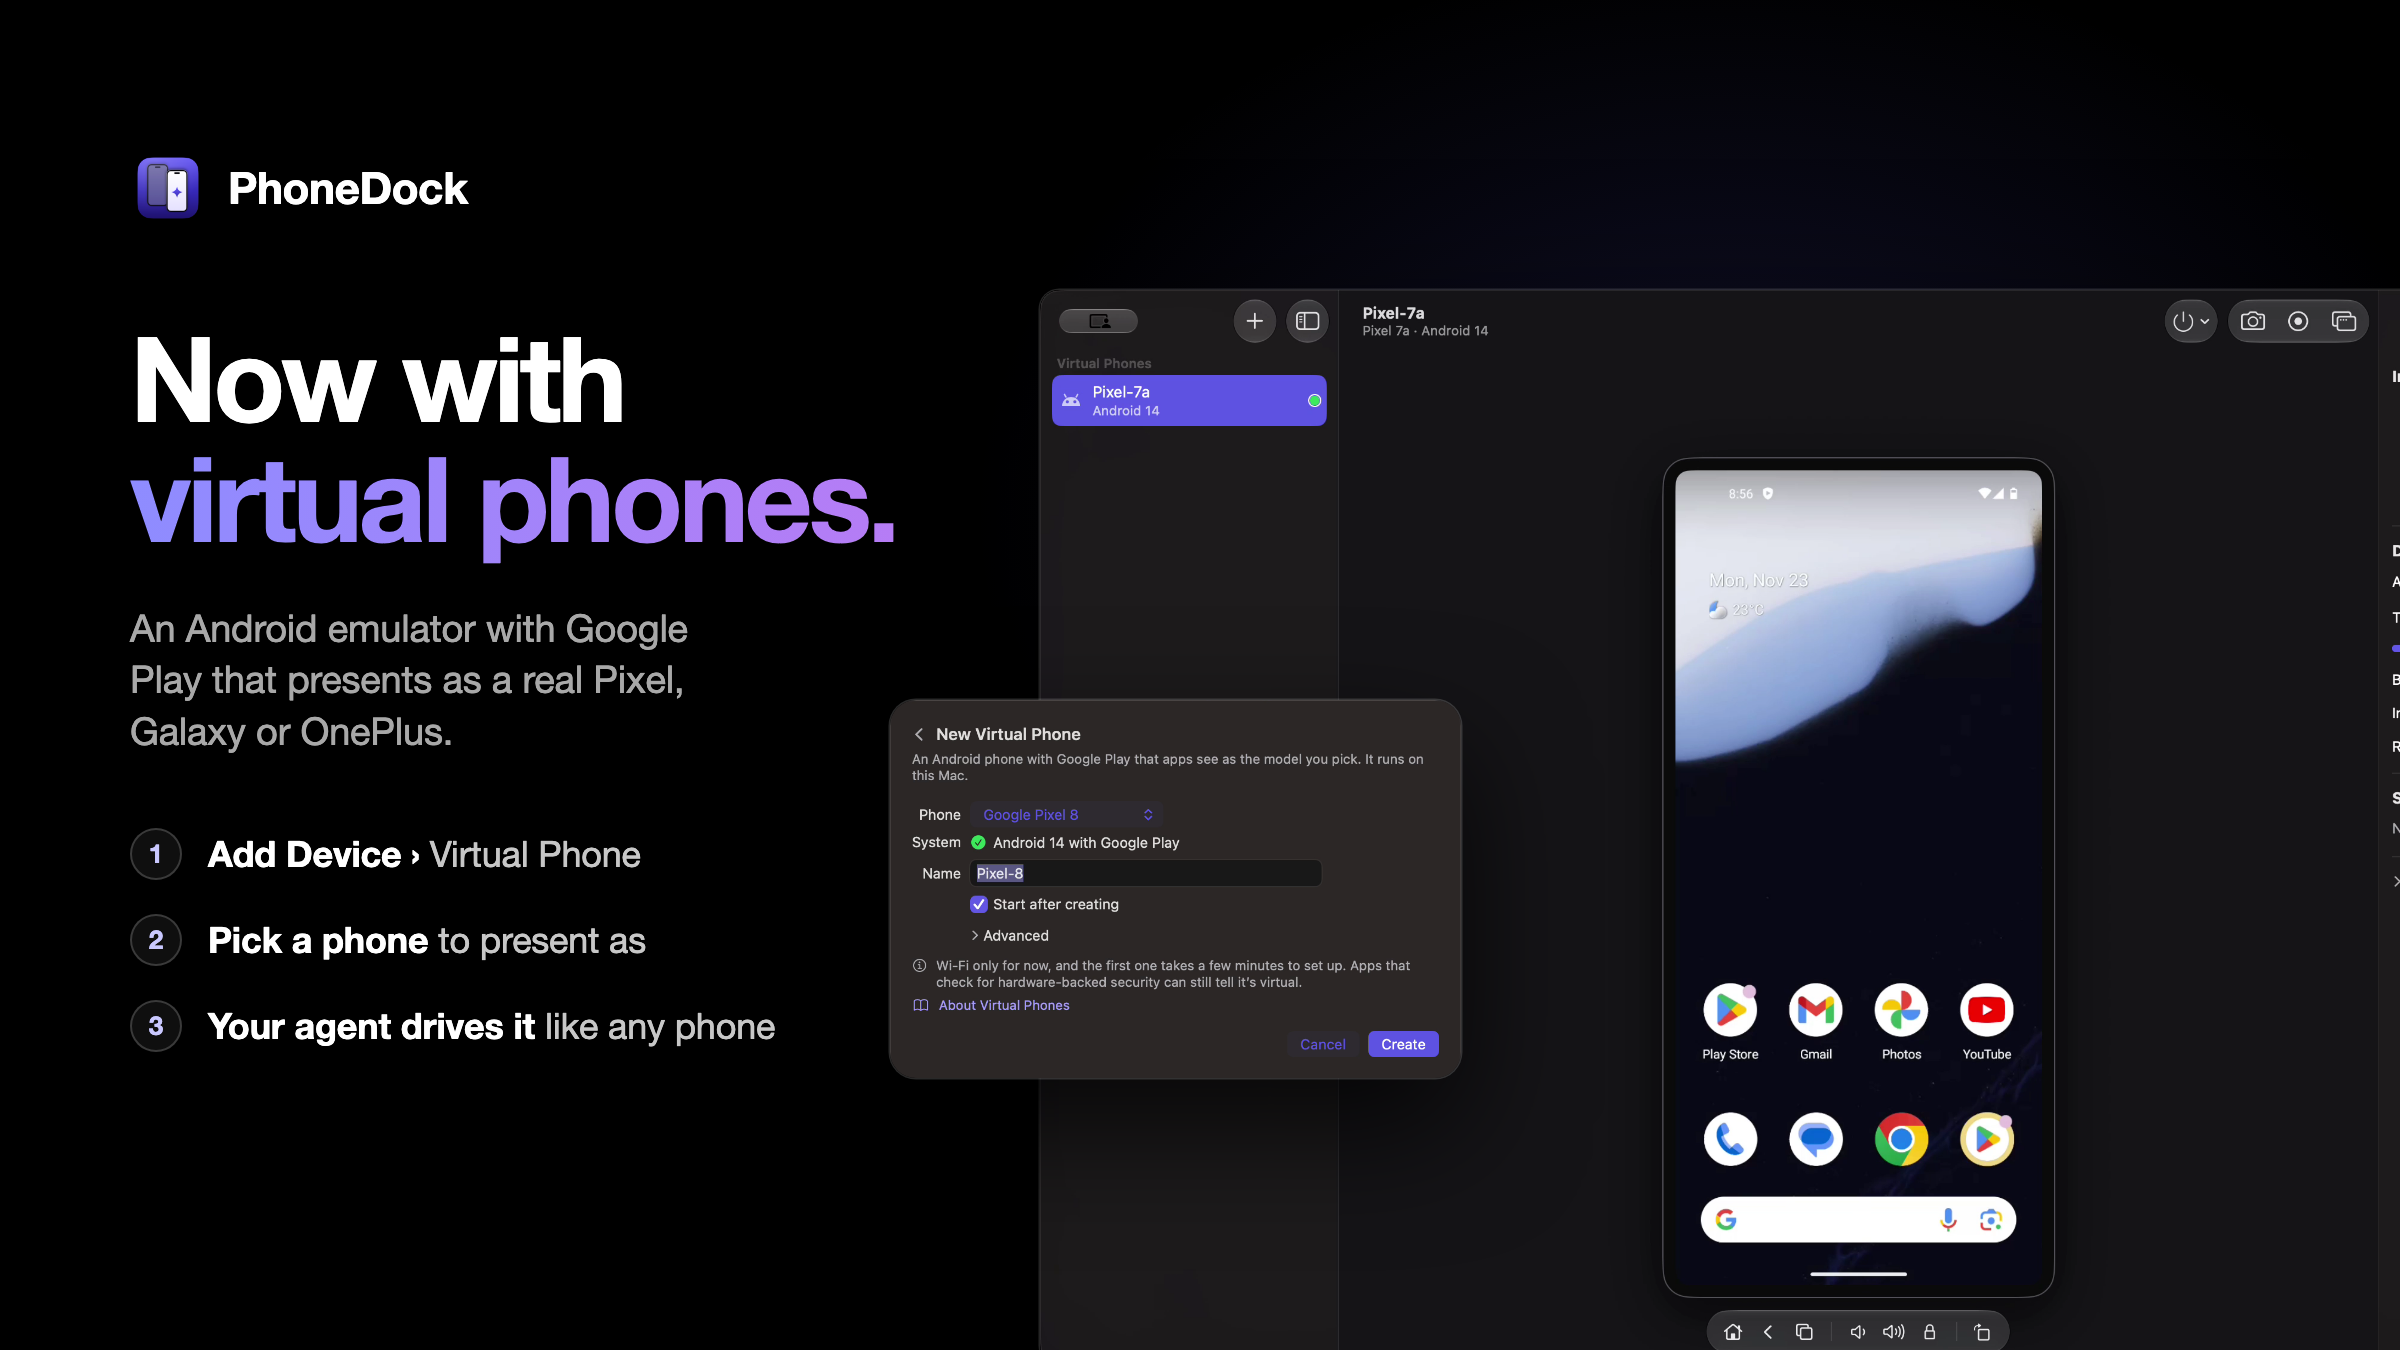 PhoneDock
Now with
virtual phones.
An Android emulator with Google
Play that presents as a real Pixel,
Galaxy or OnePlus.
1 Add Device › Virtual Phone
2 Pick a phone to present as
3 Your agent drives it like any phone
Virtual Phones
Pixel-7a
Android 14
Pixel-7a
Pixel 7a · Android 14
New Virtual Phone
An Android phone with Google Play that apps see as the model you pick. It runs on
this Mac.
Phone Google Pixel 8
System Android 14 with Google Play
Name Pixel-8
Start after creating
Advanced
Wi-Fi only for now, and the first one takes a few minutes to set up. Apps that
check for hardware-backed security can still tell it's virtual.
About Virtual Phones
Cancel Create
8:56
Mon, Nov 23
23°C
Play Store Gmail Photos YouTube